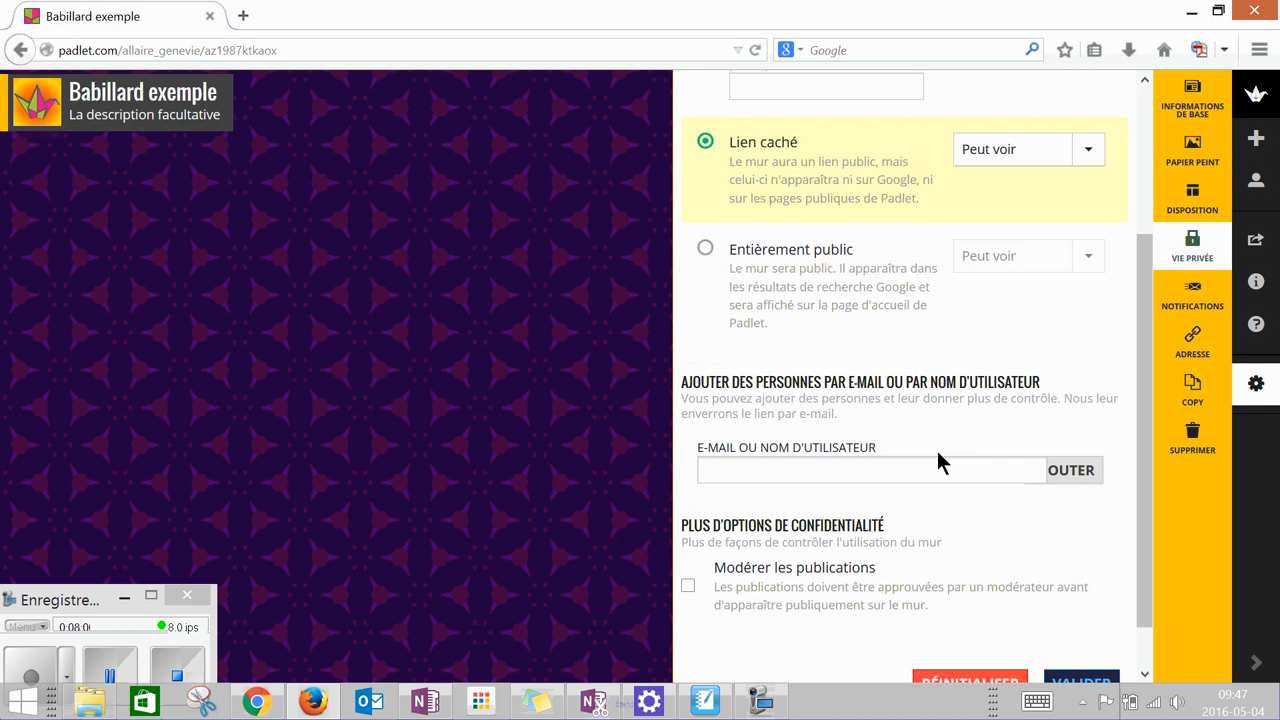 Babillard exemple
padlet.com/allaire_genevie/az1987ktkaox
Google
Babillard exemple
La description facultative
Lien caché
Peut voir
Le mur aura un lien public, mais
celui-ci n'apparaîtra ni sur Google, ni
sur les pages publiques de Padlet.
Entièrement public
Peut voir
Le mur sera public. Il apparaîtra dans
les résultats de recherche Google et
sera affiché sur la page d'accueil de
Padlet.
AJOUTER DES PERSONNES PAR E-MAIL OU PAR NOM D'UTILISATEUR
Vous pouvez ajouter des personnes et leur donner plus de contrôle. Nous leur
enverrons le lien par e-mail.
E-MAIL OU NOM D'UTILISATEUR
OUTER
PLUS D'OPTIONS DE CONFIDENTIALITÉ
Plus de façons de contrôler l'utilisation du mur
Modérer les publications
Les publications doivent être approuvées par un modérateur avant
d'apparaître publiquement sur le mur.
RÉINITIALISER
VALIDER
INFORMATIONS
DE BASE
PAPIER PEINT
DISPOSITION
VIE PRIVÉE
NOTIFICATIONS
ADRESSE
COPY
SUPPRIMER
Enregistre...
Menu
0:08:0
8.0 ips
09:47
2016-05-04